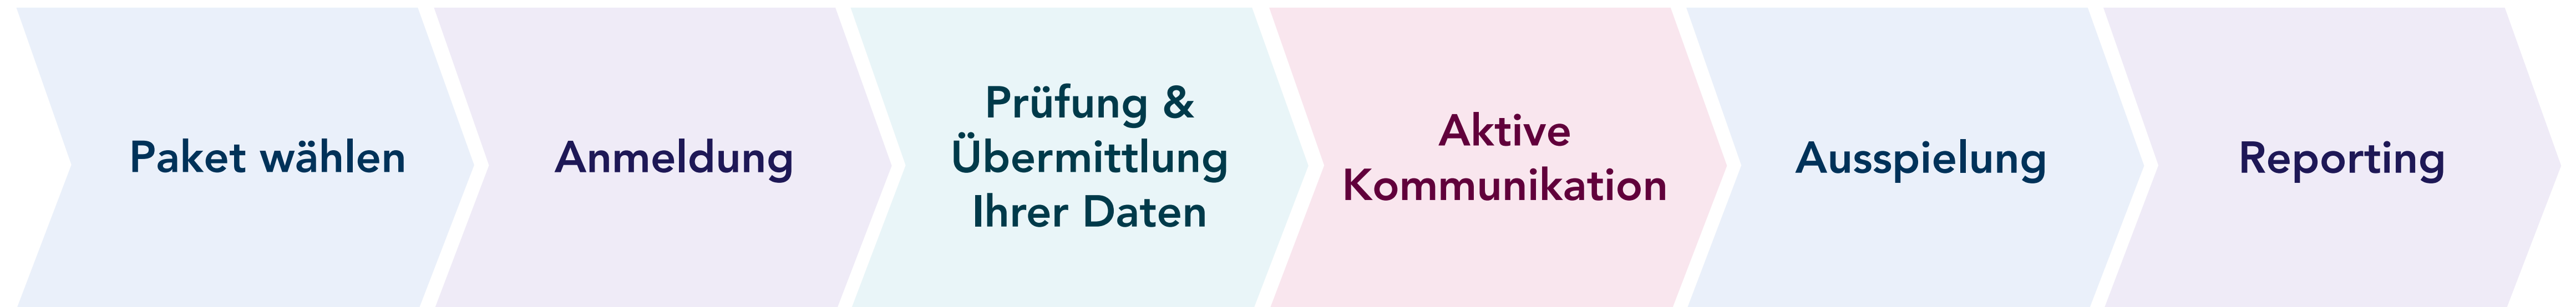 Paket wählen
Anmeldung
Prüfung &
Übermittlung
Ihrer Daten
Aktive
Kommunikation
Ausspielung
Reporting